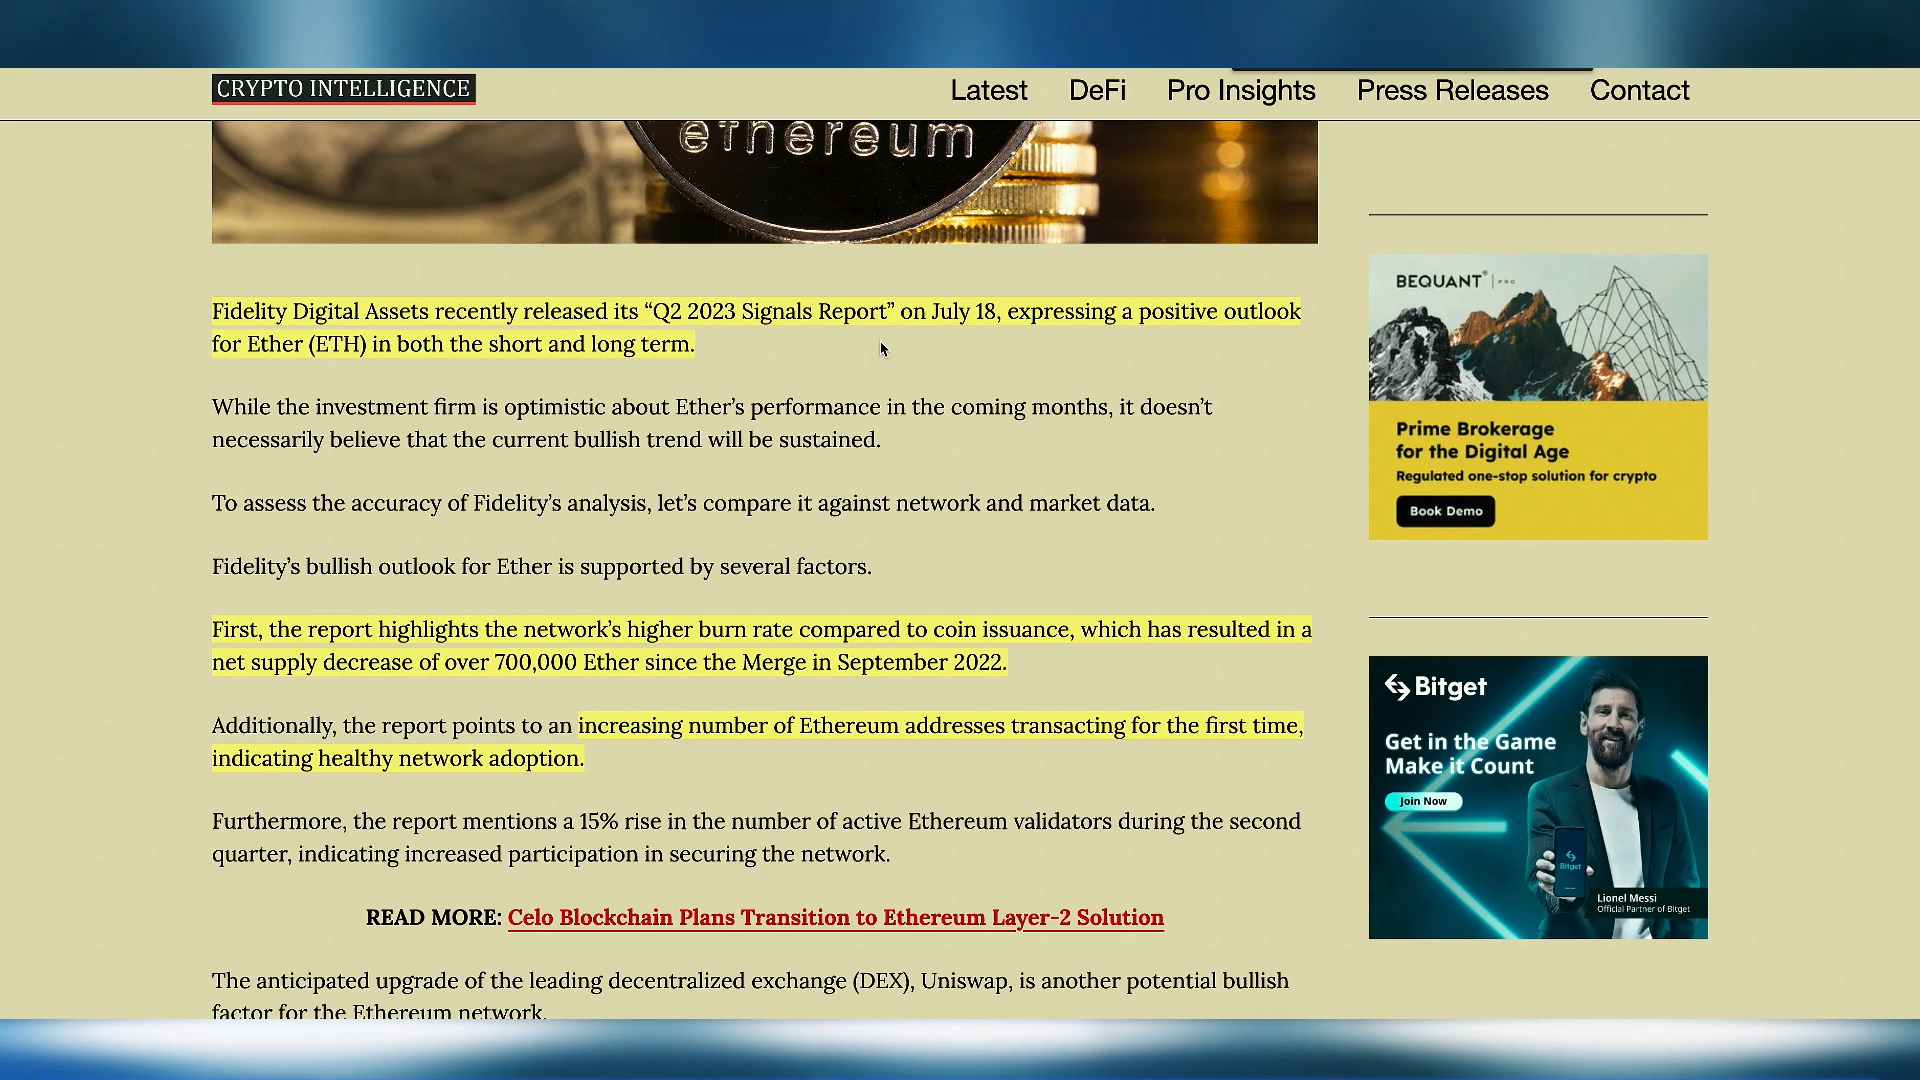 CRYPTO INTELLIGENCE
Latest DeFi Pro Insights Press Releases Contact
ethereum
Fidelity Digital Assets recently released its “Q2 2023 Signals Report” on July 18, expressing a positive outlook
for Ether (ETH) in both the short and long term.
While the investment firm is optimistic about Ether’s performance in the coming months, it doesn’t
necessarily believe that the current bullish trend will be sustained.
To assess the accuracy of Fidelity’s analysis, let’s compare it against network and market data.
Fidelity’s bullish outlook for Ether is supported by several factors.
First, the report highlights the network’s higher burn rate compared to coin issuance, which has resulted in a
net supply decrease of over 700,000 Ether since the Merge in September 2022.
Additionally, the report points to an increasing number of Ethereum addresses transacting for the first time,
indicating healthy network adoption.
Furthermore, the report mentions a 15% rise in the number of active Ethereum validators during the second
quarter, indicating increased participation in securing the network.
READ MORE: Celo Blockchain Plans Transition to Ethereum Layer-2 Solution
The anticipated upgrade of the leading decentralized exchange (DEX), Uniswap, is another potential bullish
factor for the Ethereum network.
BEQUANT® | PRO
Prime Brokerage
for the Digital Age
Regulated one-stop solution for crypto
Book Demo
Bitget
Get in the Game
Make it Count
Join Now
Bitget
Lionel Messi
Official Partner of Bitget